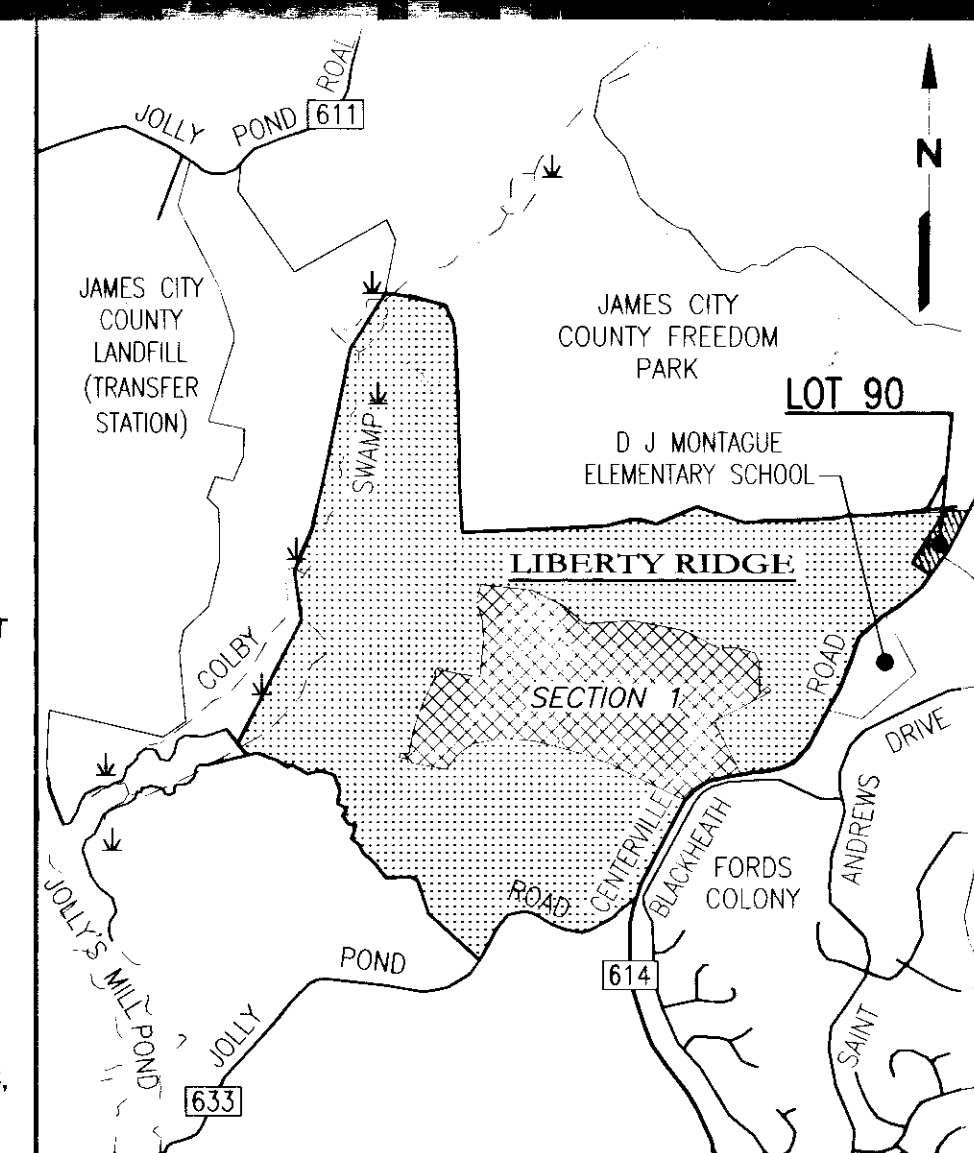 JOLLY POND ROAD
611
N
JAMES CITY
COUNTY
LANDFILL
(TRANSFER
STATION)
JAMES CITY
COUNTY FREEDOM
PARK
LOT 90
D J MONTAGUE
ELEMENTARY SCHOOL
SWAMP
LIBERTY RIDGE
COLBY
SECTION 1
ROAD
DRIVE
CENTERVILLE
BLACKHEATH
ANDREWS
FORDS
COLONY
ROAD
POND
JOLLY
614
JOLLY'S MILL POND
SAINT
633